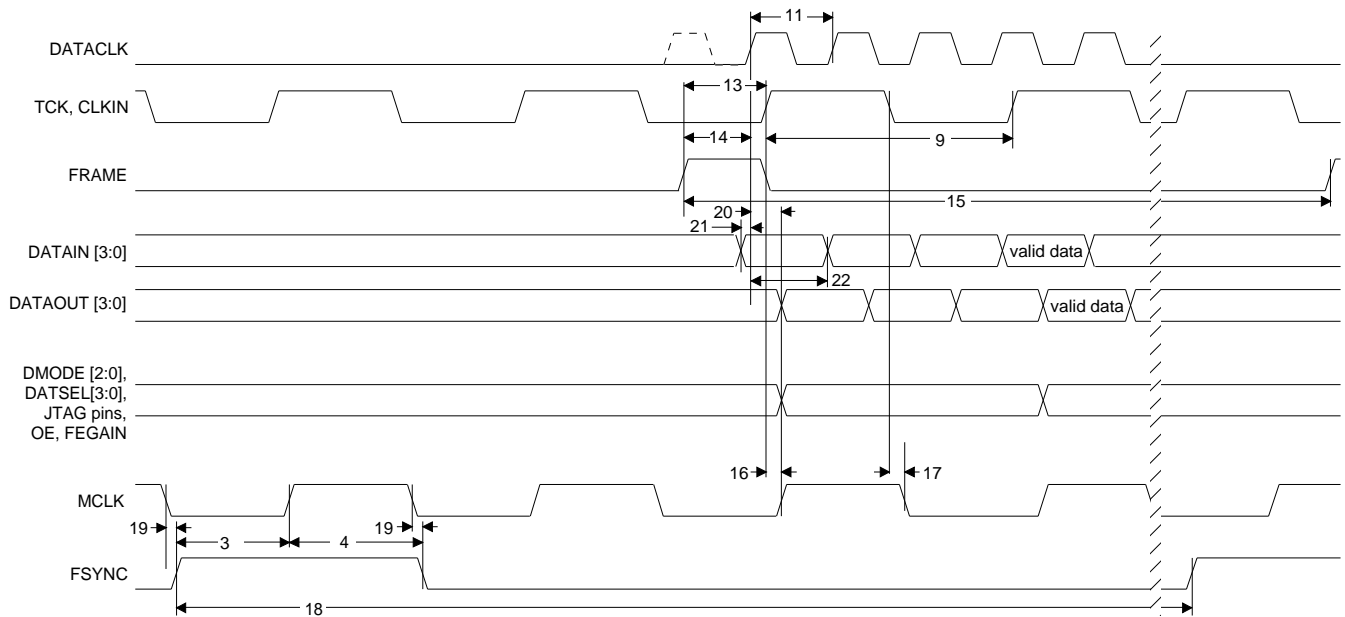 11
DATACLK
13
TCK, CLKIN
14
9
FRAME
15
20
21
DATAIN [3:0]
valid data
22
DATAOUT [3:0]
valid data
DMODE [2:0],
DATSEL[3:0],
JTAG pins,
OE, FEGAIN
16
17
MCLK
19
19
3
4
FSYNC
18